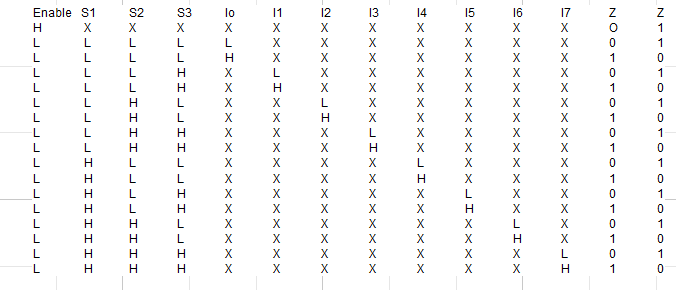 Enable S1 S2 S3 Io I1 I2 I3 I4 I5 I6 I7 Z Z
H X X X X X X X X X X X O 1
L L L L L X X X X X X X 0 1
L L L L H X X X X X X X 1 0
L L L H X L X X X X X X 0 1
L L L H X H X X X X X X 1 0
L L H L X X L X X X X X 0 1
L L H L X X H X X X X X 1 0
L L H H X X X L X X X X 0 1
L L H H X X X H X X X X 1 0
L H L L X X X X L X X X 0 1
L H L L X X X X H X X X 1 0
L H L H X X X X X L X X 0 1
L H L H X X X X X H X X 1 0
L H H L X X X X X X L X 0 1
L H H L X X X X X X H X 1 0
L H H H X X X X X X X L 0 1
L H H H X X X X X X X H 1 0